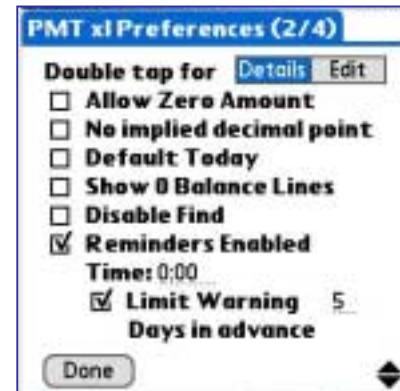 PMT xl Preferences (2/4)
Double tap for Details Edit
Allow Zero Amount
No implied decimal point
Default Today
Show 0 Balance Lines
Disable Find
Reminders Enabled
Time: 0:00
Limit Warning 5
Days in advance
Done